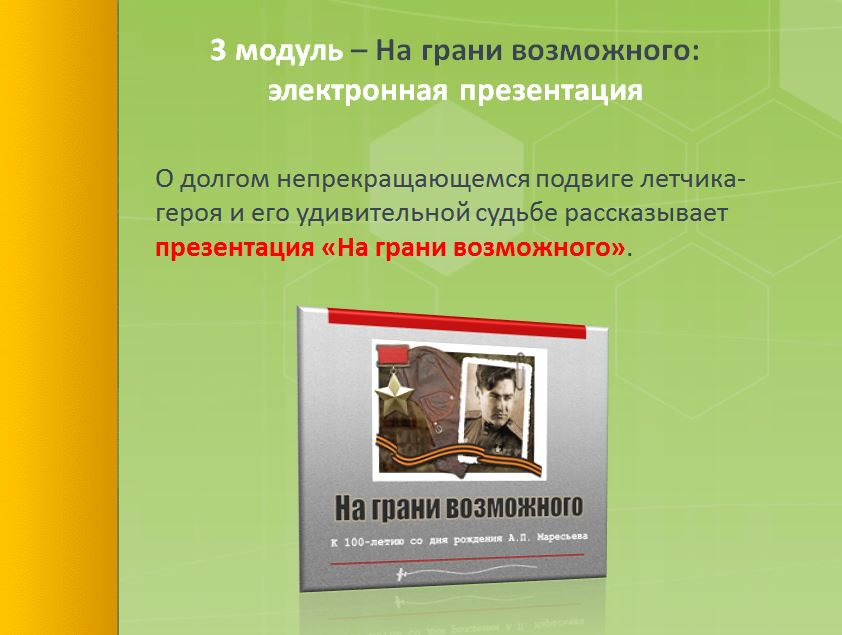 3 модуль – На грани возможного:
электронная презентация
О долгом непрекращающемся подвиге летчика-
героя и его удивительной судьбе рассказывает
презентация «На грани возможного».
На грани возможного
К 100-летию со дня рождения А.П. Маресьева